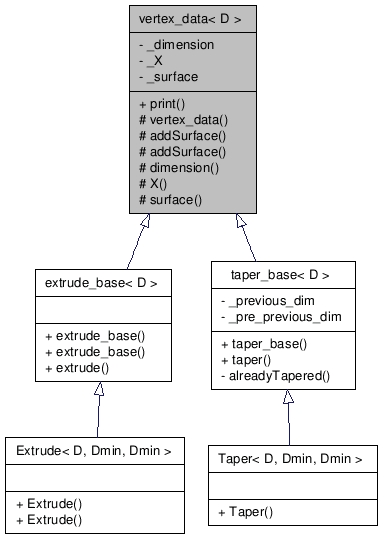 vertex_data< D >
- _dimension
- _X
- _surface
+ print()
# vertex_data()
# addSurface()
# addSurface()
# dimension()
# X()
# surface()
extrude_base< D >
+ extrude_base()
+ extrude_base()
+ extrude()
taper_base< D >
- _previous_dim
- _pre_previous_dim
+ taper_base()
+ taper()
- alreadyTapered()
Extrude< D, Dmin, Dmin >
+ Extrude()
+ Extrude()
Taper< D, Dmin, Dmin >
+ Taper()